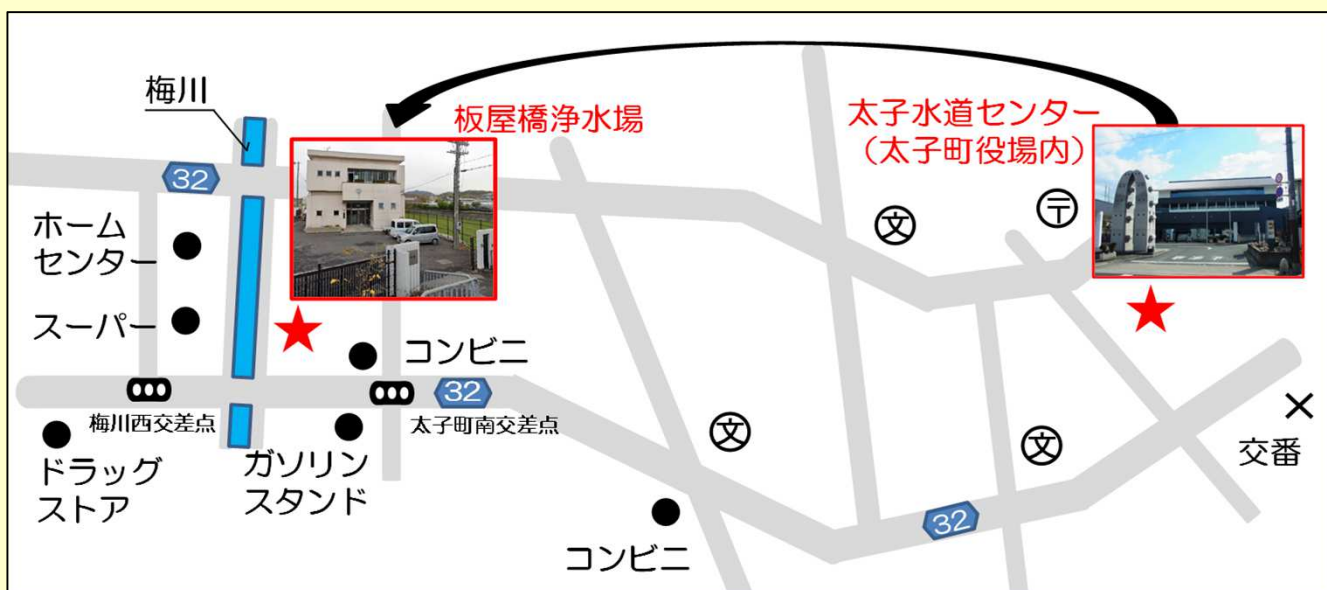 梅川
板屋橋浄水場
太子水道センター
（太子町役場内）
32
文
〒
ホーム
センター
スーパー
コンビニ
32
梅川西交差点
太子町南交差点
文
文
交番
ドラッグ
ストア
ガソリン
スタンド
コンビニ
32